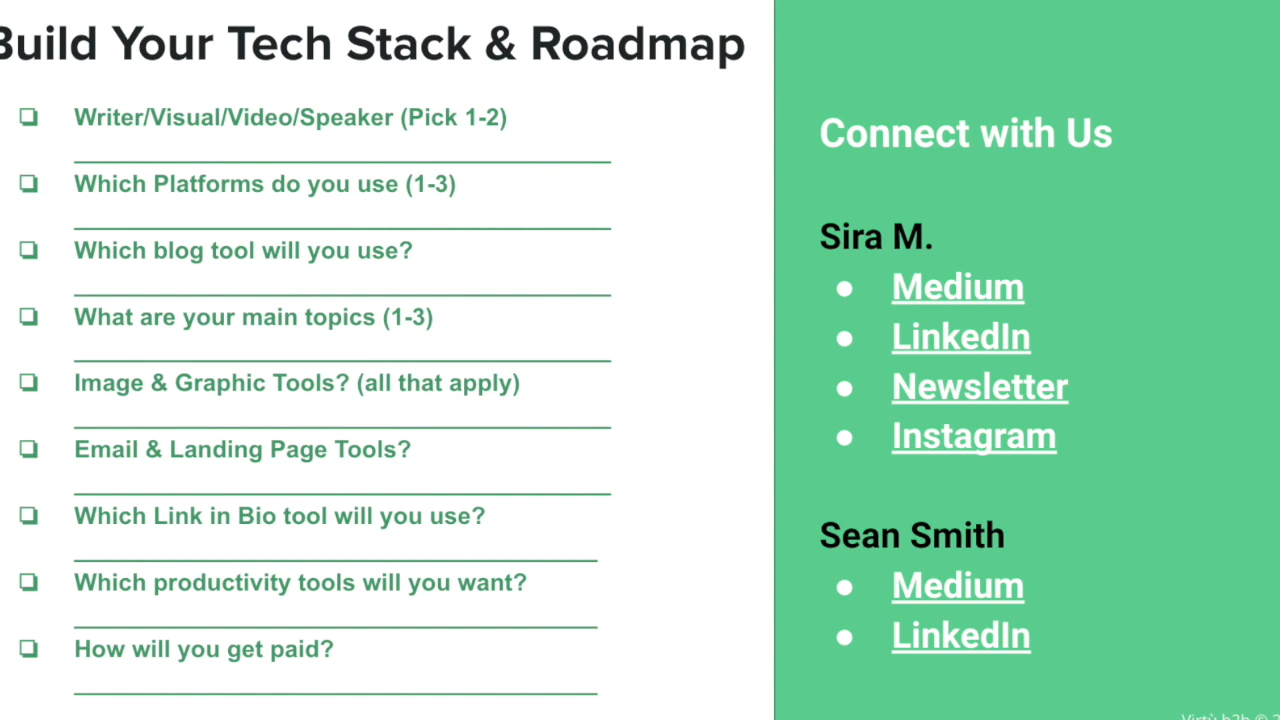 Build Your Tech Stack & Roadmap
Writer/Visual/Video/Speaker (Pick 1-2)
Which Platforms do you use (1-3)
Which blog tool will you use?
What are your main topics (1-3)
Image & Graphic Tools? (all that apply)
Email & Landing Page Tools?
Which Link in Bio tool will you use?
Which productivity tools will you want?
How will you get paid?
Connect with Us
Sira M.
Medium
LinkedIn
Newsletter
Instagram
Sean Smith
Medium
LinkedIn
Virtù b2b ©